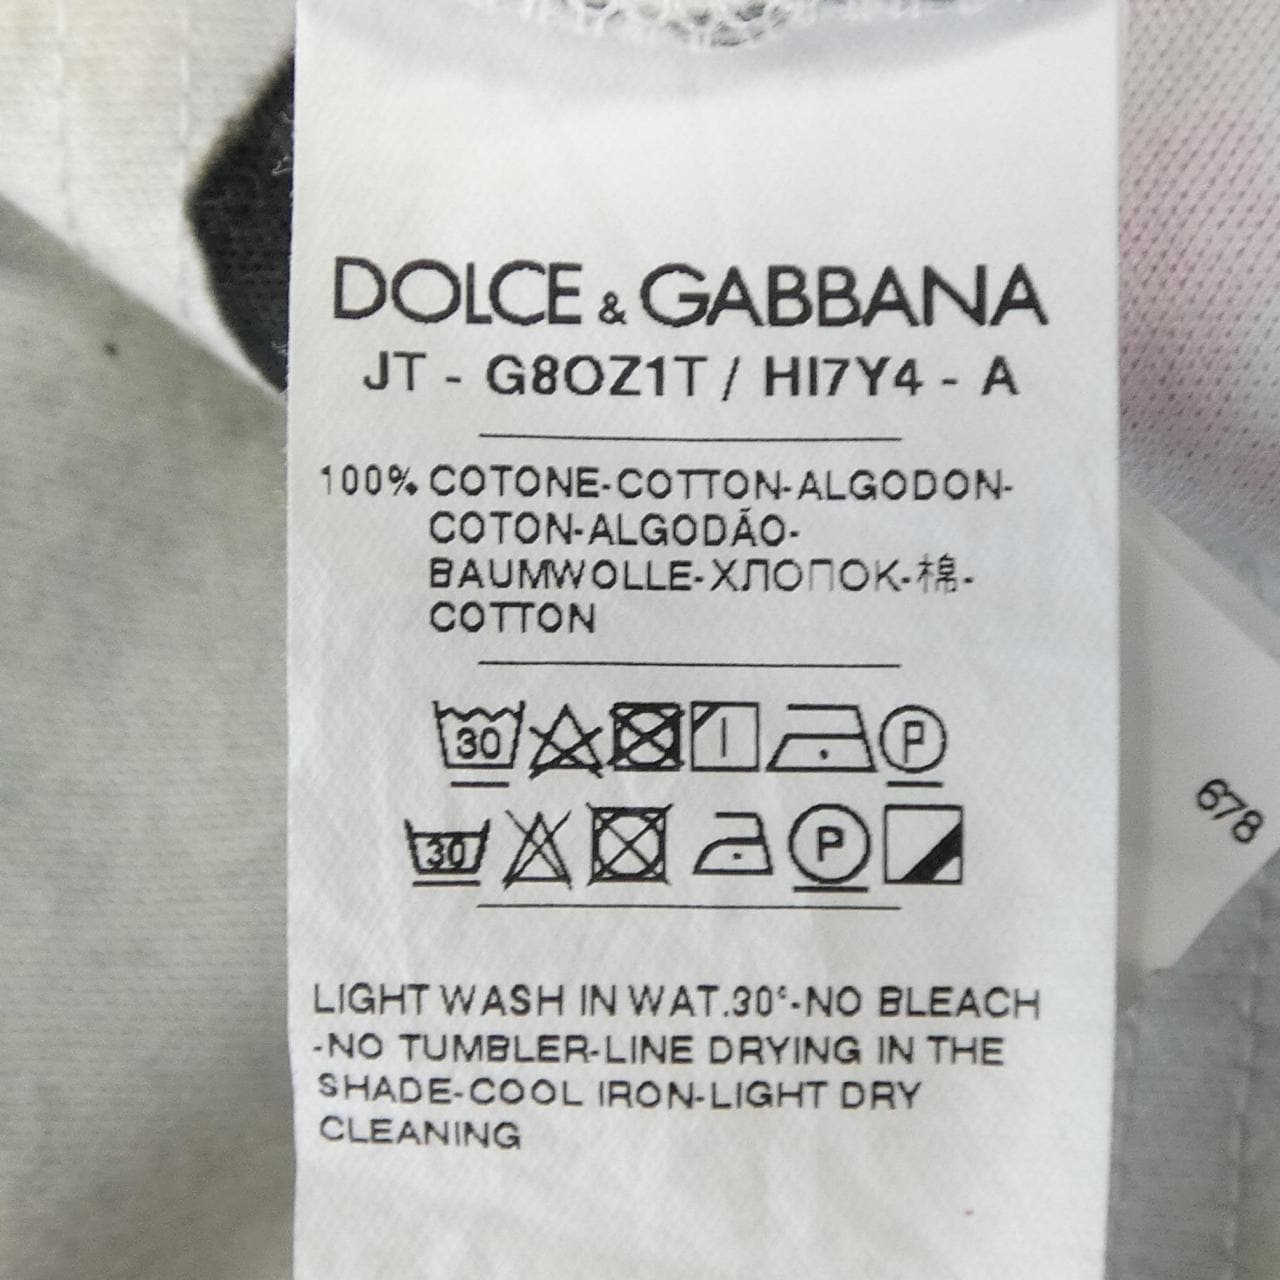 DOLCE & GABBANA
JT - G8OZ1T / HI7Y4 - A
100% COTONE-COTTON-ALGODON-
COTON-ALGODÃO-
BAUMWOLLE-ХЛОПОК-棉-
COTTON
30 P
30 P
LIGHT WASH IN WAT.30°-NO BLEACH
-NO TUMBLER-LINE DRYING IN THE
SHADE-COOL IRON-LIGHT DRY
CLEANING
678